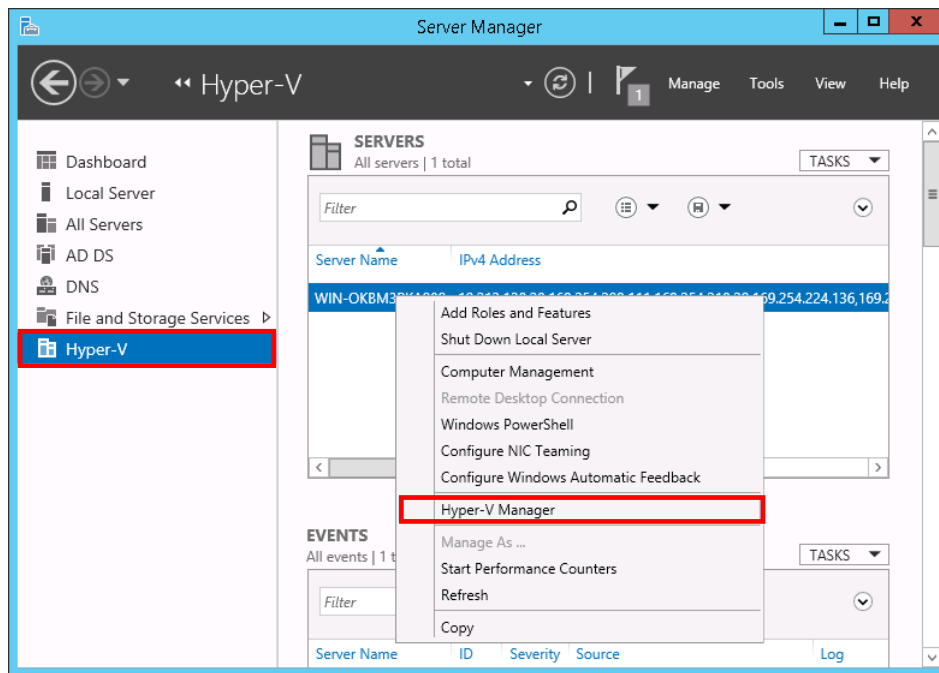 Server Manager
Hyper-V
1
Manage Tools View Help
Dashboard
Local Server
All Servers
AD DS
DNS
File and Storage Services
Hyper-V
SERVERS
All servers | 1 total
TASKS
Filter
Server Name IPv4 Address
Add Roles and Features
Shut Down Local Server
Computer Management
Remote Desktop Connection
Windows PowerShell
Configure NIC Teaming
Configure Windows Automatic Feedback
Hyper-V Manager
Manage As ...
Start Performance Counters
Refresh
Copy
EVENTS
All events | 1
TASKS
Filter
Server Name ID Severity Source Log